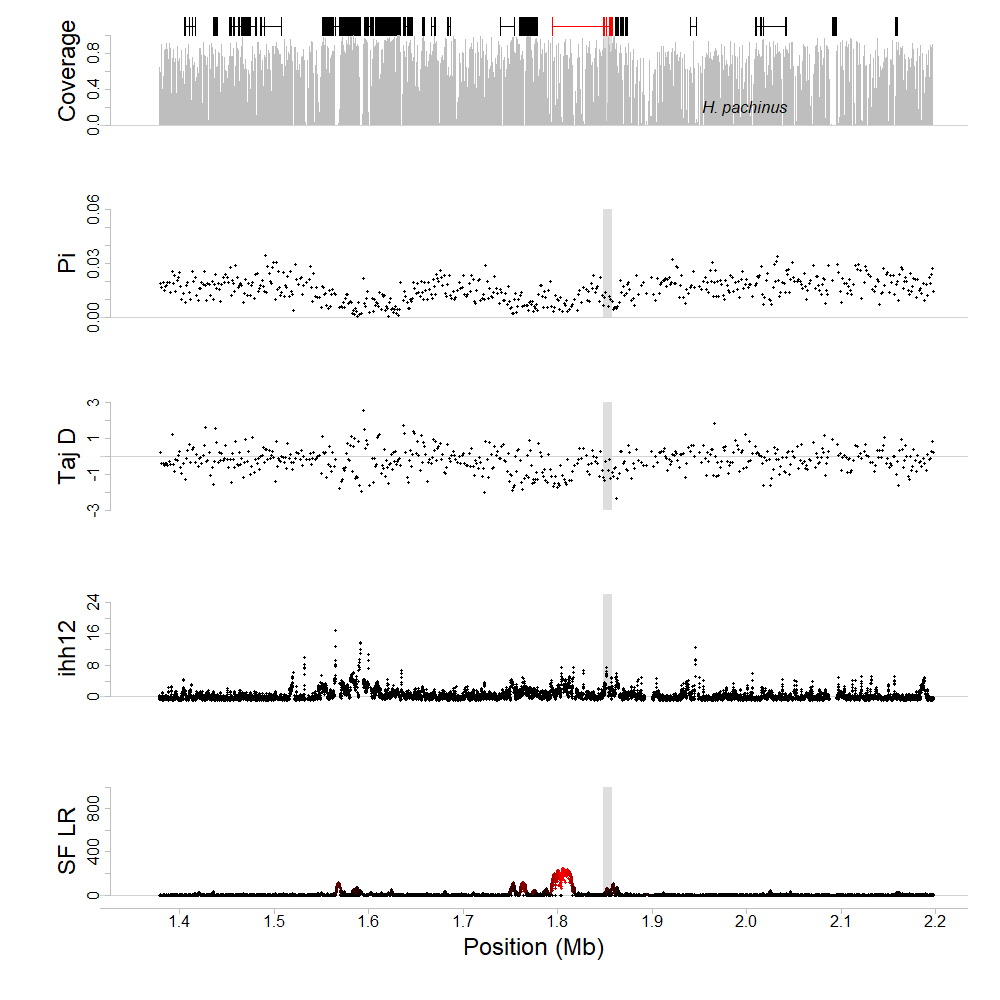 Coverage
0.0 0.4 0.8
H. pachinus
Pi
0.00 0.03 0.06
Taj D
-3 -1 1 3
ihh12
0 8 16 24
SF LR
0 400 800
1.4 1.5 1.6 1.7 1.8 1.9 2.0 2.1 2.2
Position (Mb)